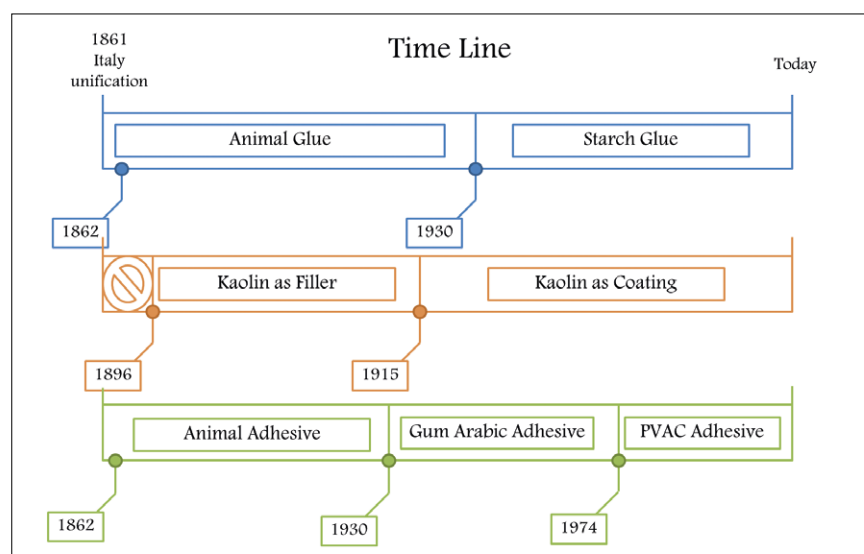 1861
Italy
unification
Time Line
Today
Animal Glue
Starch Glue
1862
1930
Kaolin as Filler
Kaolin as Coating
1896
1915
Animal Adhesive
Gum Arabic Adhesive
PVAC Adhesive
1862
1930
1974